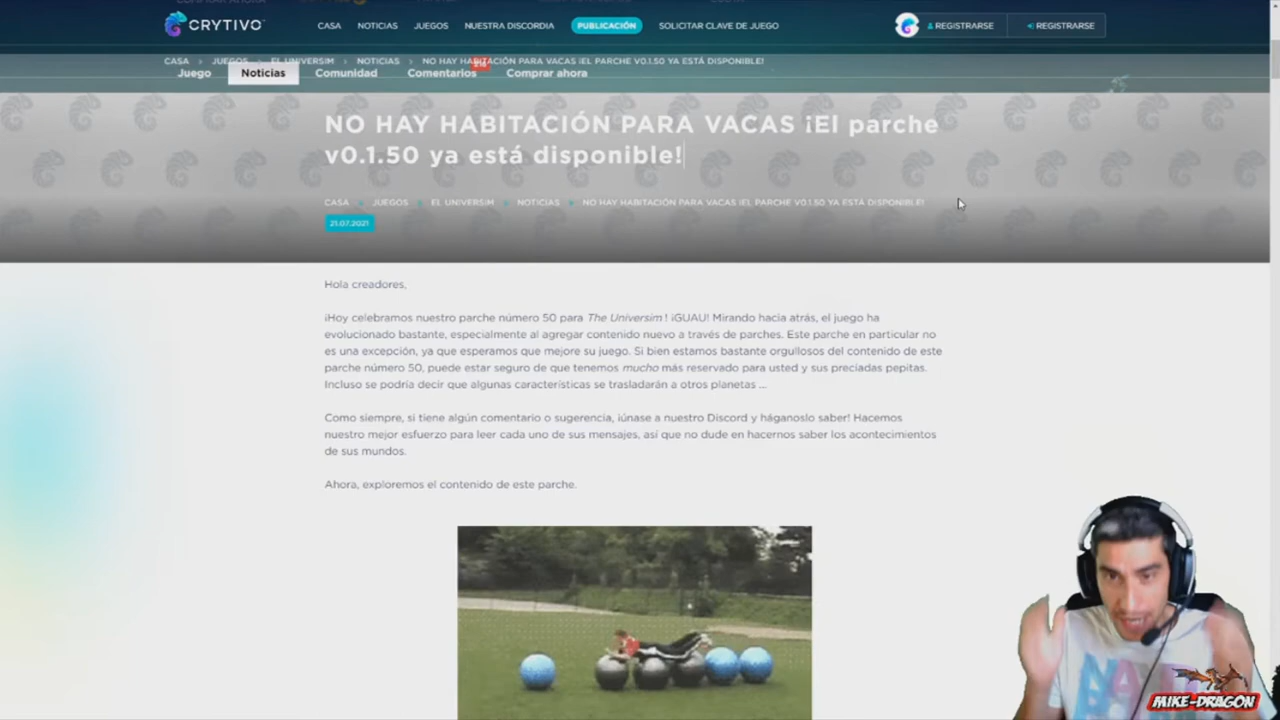 CRYTIVO
CASA NOTICIAS JUEGOS NUESTRA DISCORDIA PUBLICACIÓN SOLICITAR CLAVE DE JUEGO REGISTRARSE REGISTRARSE
CASA JUEGOS EL UNIVERSIM NOTICIAS NO HAY HABITACIÓN PARA VACAS ¡EL PARCHE V0.1.50 YA ESTÁ DISPONIBLE!
Juego Noticias Comunidad Comentarios Comprar ahora
NO HAY HABITACIÓN PARA VACAS ¡El parche
v0.1.50 ya está disponible!
CASA JUEGOS EL UNIVERSIM NOTICIAS NO HAY HABITACIÓN PARA VACAS ¡EL PARCHE V0.1.50 YA ESTÁ DISPONIBLE!
21.07.2021
Hola creadores,
¡Hoy celebramos nuestro parche número 50 para The Universim ! ¡GUAU! Mirando hacia atrás, el juego ha
evolucionado bastante, especialmente al agregar contenido nuevo a través de parches. Este parche en particular no
es una excepción, ya que esperamos que mejore su juego. Si bien estamos bastante orgullosos del contenido de este
parche número 50, puede estar seguro de que tenemos mucho más reservado para usted y sus preciadas pepitas.
Incluso se podría decir que algunas características se trasladarán a otros planetas ...
Como siempre, si tiene algún comentario o sugerencia, ¡únase a nuestro Discord y háganoslo saber! Hacemos
nuestro mejor esfuerzo para leer cada uno de sus mensajes, así que no dude en hacernos saber los acontecimientos
de sus mundos.
Ahora, exploremos el contenido de este parche.
MIKE-DRAGON